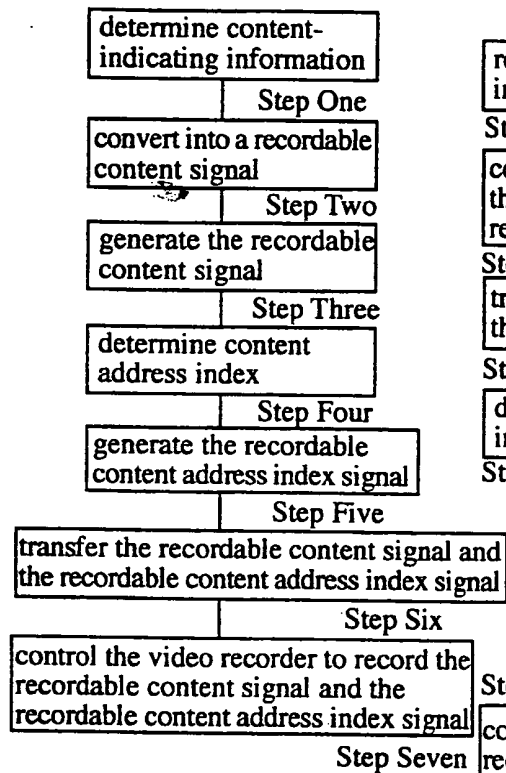 determine content-
indicating information
Step One
convert into a recordable
content signal
Step Two
generate the recordable
content signal
Step Three
determine content
address index
Step Four
generate the recordable
content address index signal
Step Five
transfer the recordable content signal and
the recordable content address index signal
Step Six
control the video recorder to record the
recordable content signal and the
recordable content address index signal
Step Seven